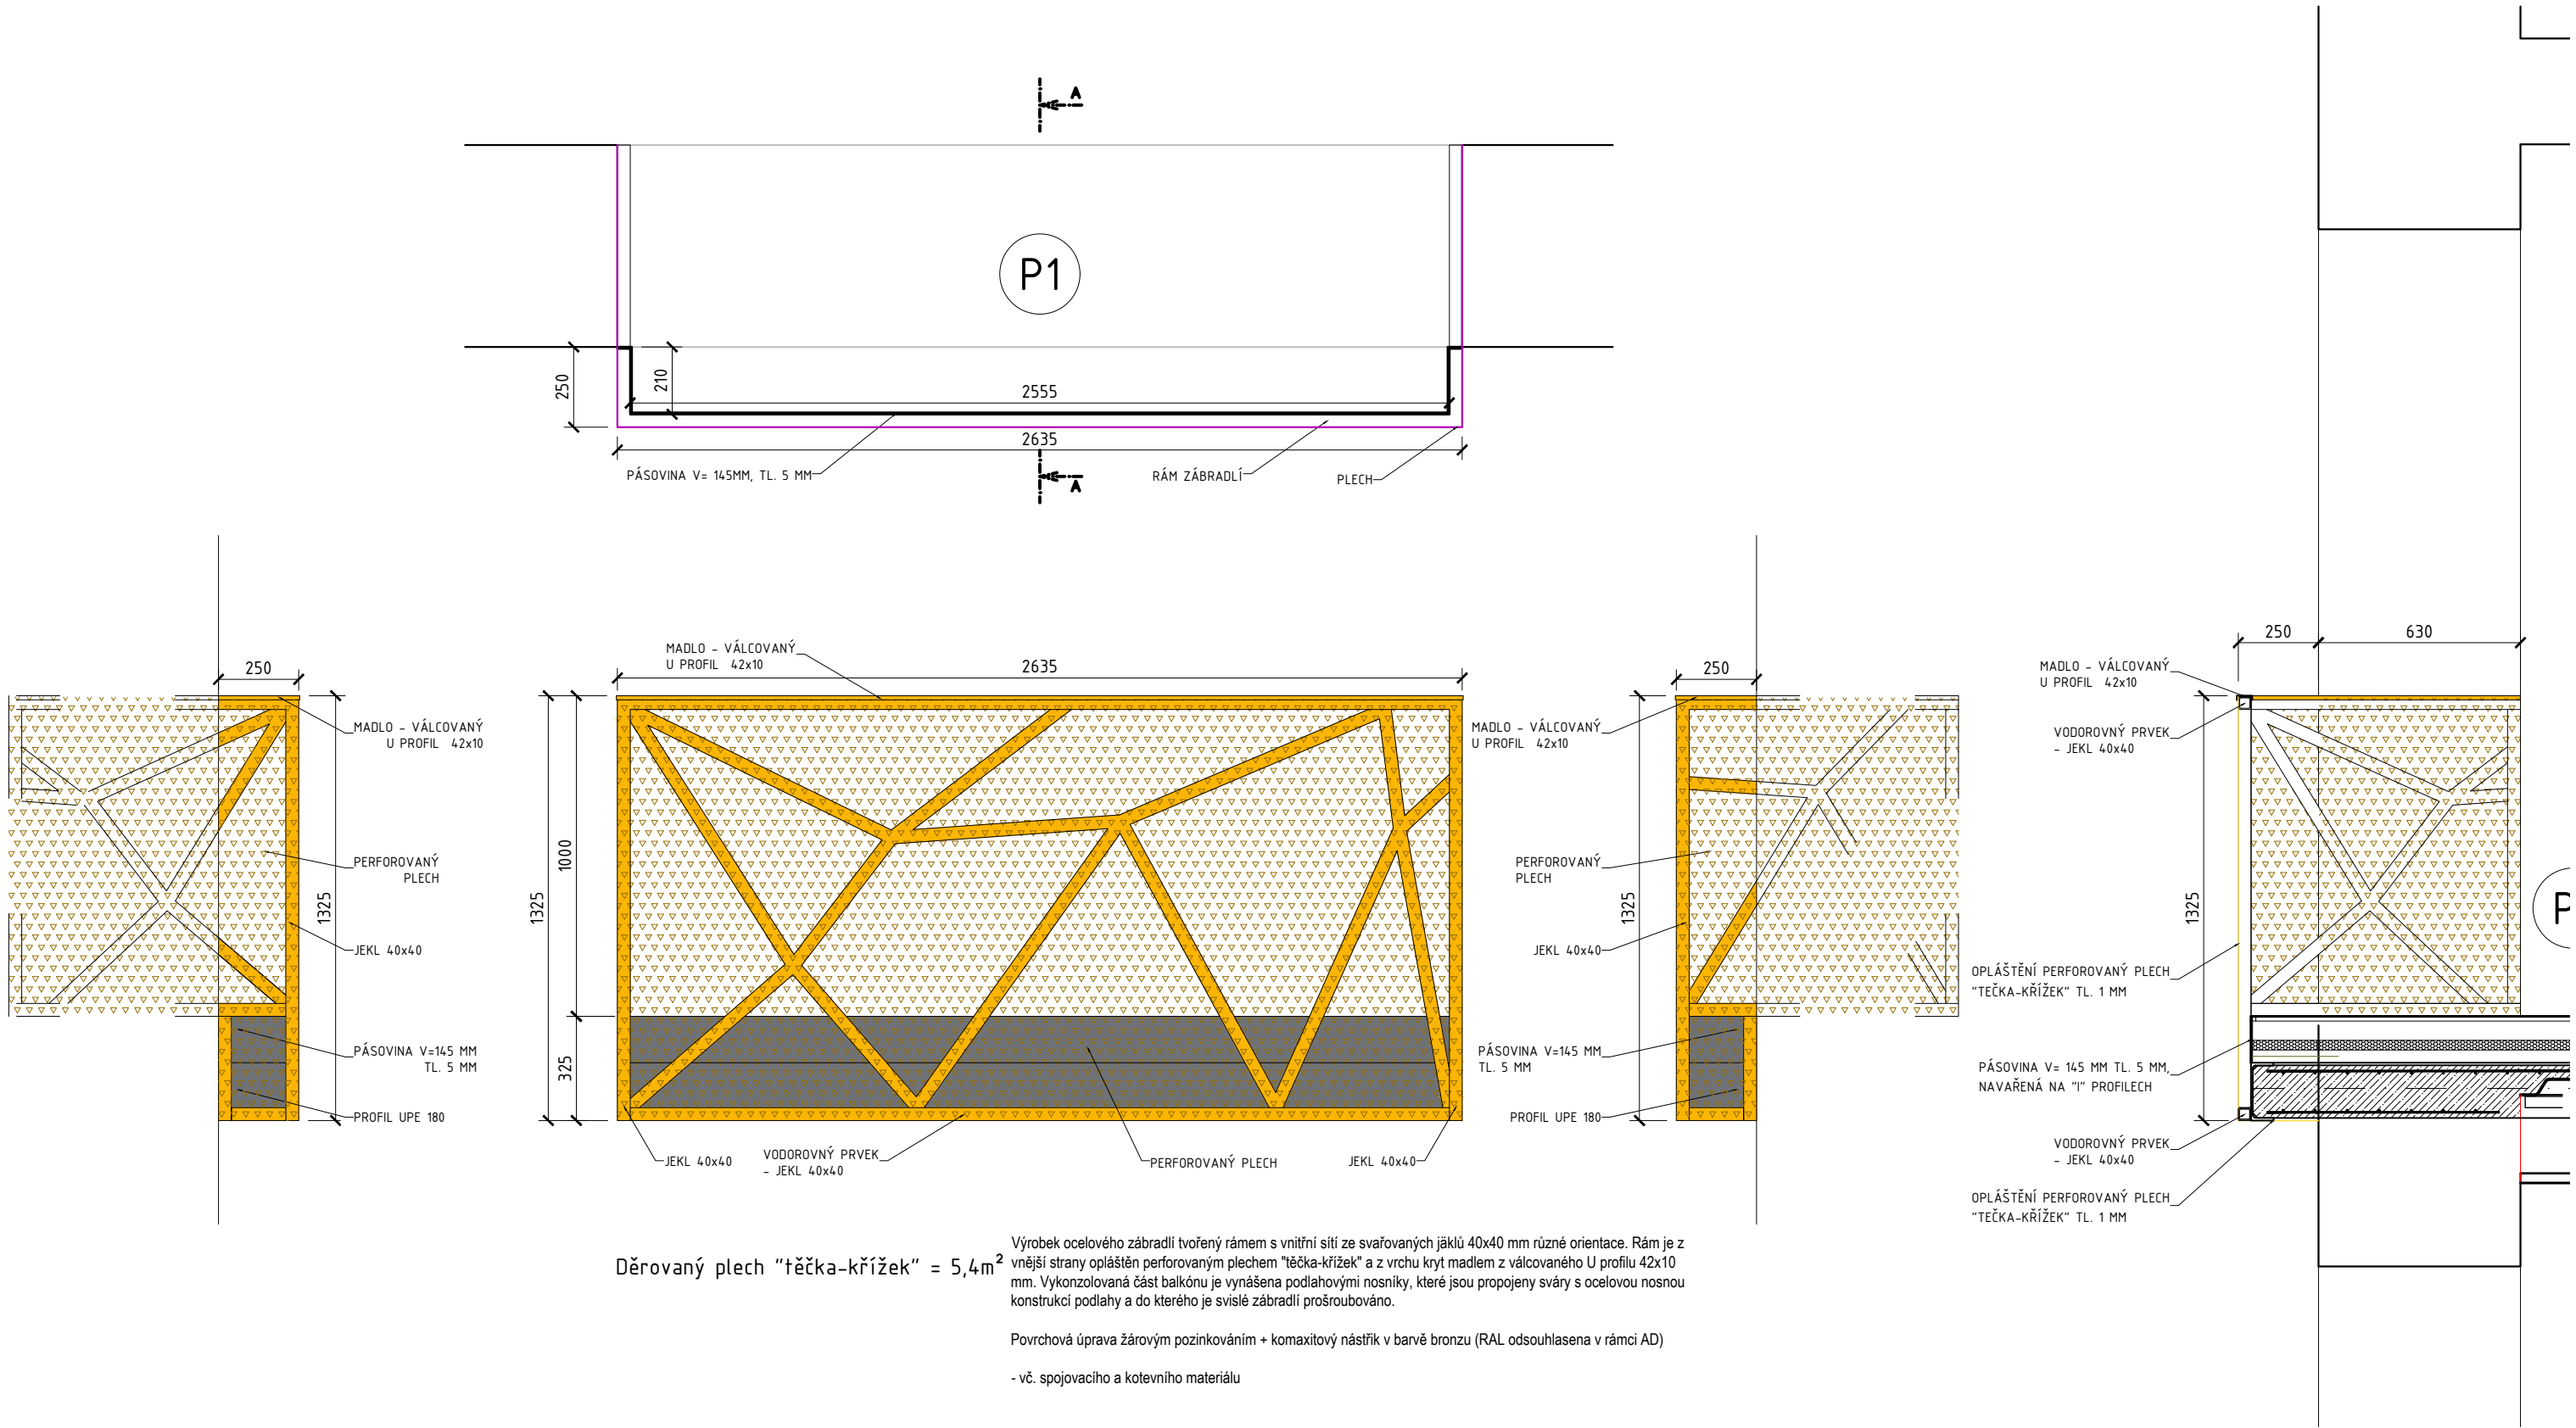 A
P1
250
210
2555
2635
PÁSOVINA V= 145MM, TL. 5 MM
A
RÁM ZÁBRADLÍ
PLECH
250
MADLO - VÁLCOVANÝ
U PROFIL 42x10
PERFOROVANÝ
PLECH
1325
JEKL 40x40
PÁSOVINA V=145 MM
TL. 5 MM
PROFIL UPE 180
MADLO - VÁLCOVANÝ
U PROFIL 42x10
2635
1325
1000
325
JEKL 40x40
VODOROVNÝ PRVEK
- JEKL 40x40
PERFOROVANÝ PLECH
JEKL 40x40
250
MADLO - VÁLCOVANÝ
U PROFIL 42x10
PERFOROVANÝ
PLECH
1325
JEKL 40x40
PÁSOVINA V=145 MM
TL. 5 MM
PROFIL UPE 180
250
630
MADLO - VÁLCOVANÝ
U PROFIL 42x10
VODOROVNÝ PRVEK
- JEKL 40x40
1325
P
OPLÁŠTĚNÍ PERFOROVANÝ PLECH
"TEČKA-KŘÍŽEK" TL. 1 MM
PÁSOVINA V= 145 MM TL. 5 MM,
NAVAŘENÁ NA "I" PROFILECH
VODOROVNÝ PRVEK
- JEKL 40x40
OPLÁŠTĚNÍ PERFOROVANÝ PLECH
"TEČKA-KŘÍŽEK" TL. 1 MM
Děrovaný plech "těčka-křížek" = 5,4m²
Výrobek ocelového zábradlí tvořený rámem s vnitřní sítí ze svařovaných jäklů 40x40 mm různé orientace. Rám je z
vnější strany opláštěn perforovaným plechem "těčka-křížek" a z vrchu kryt madlem z válcovaného U profilu 42x10
mm. Vykonzolovaná část balkónu je vynášena podlahovými nosníky, které jsou propojeny sváry s ocelovou nosnou
konstrukcí podlahy a do kterého je svislé zábradlí prošroubováno.
Povrchová úprava žárovým pozinkováním + komaxitový nástřik v barvě bronzu (RAL odsouhlasena v rámci AD)
- vč. spojovacího a kotevního materiálu